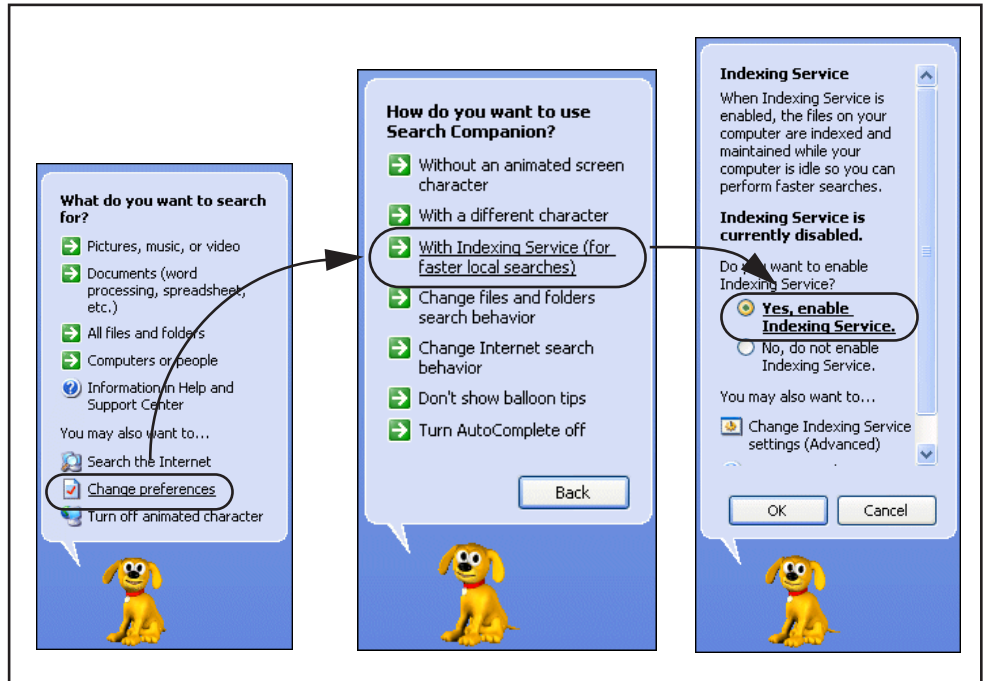 What do you want to search
for?
Pictures, music, or video
Documents (word
processing, spreadsheet,
etc.)
All files and folders
Computers or people
Information in Help and
Support Center
You may also want to...
Search the Internet
Change preferences
Turn off animated character
How do you want to use
Search Companion?
Without an animated screen
character
With a different character
With Indexing Service (for
faster local searches)
Change files and folders
search behavior
Change Internet search
behavior
Don't show balloon tips
Turn AutoComplete off
Back
Indexing Service
When Indexing Service is
enabled, the files on your
computer are indexed and
maintained while your
computer is idle so you can
perform faster searches.
Indexing Service is
currently disabled.
Do you want to enable
Indexing Service?
Yes, enable
Indexing Service.
No, do not enable
Indexing Service.
You may also want to...
Change Indexing Service
settings (Advanced)
OK
Cancel